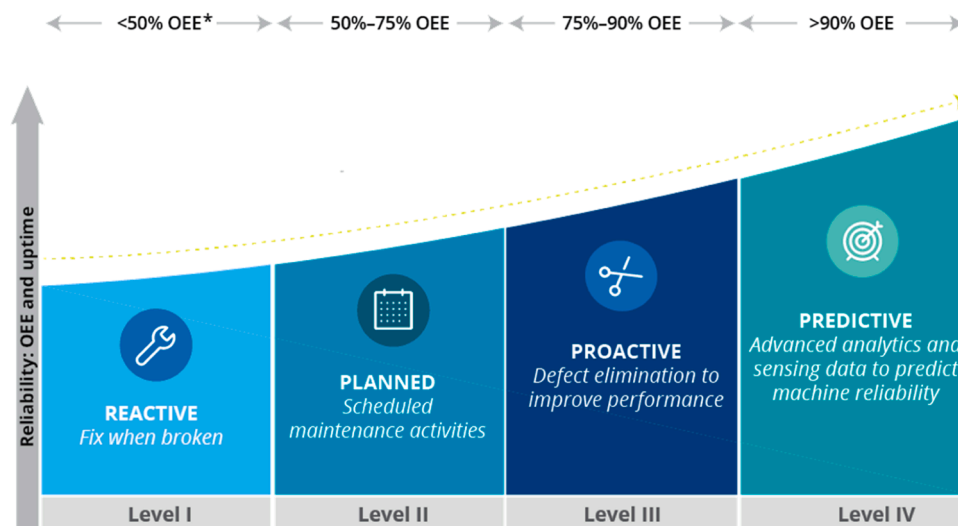 <50% OEE*
50%–75% OEE
75%–90% OEE
>90% OEE
Reliability: OEE and uptime
REACTIVE
Fix when broken
PLANNED
Scheduled
maintenance activities
PROACTIVE
Defect elimination to
improve performance
PREDICTIVE
Advanced analytics and
sensing data to predict
machine reliability
Level I
Level II
Level III
Level IV